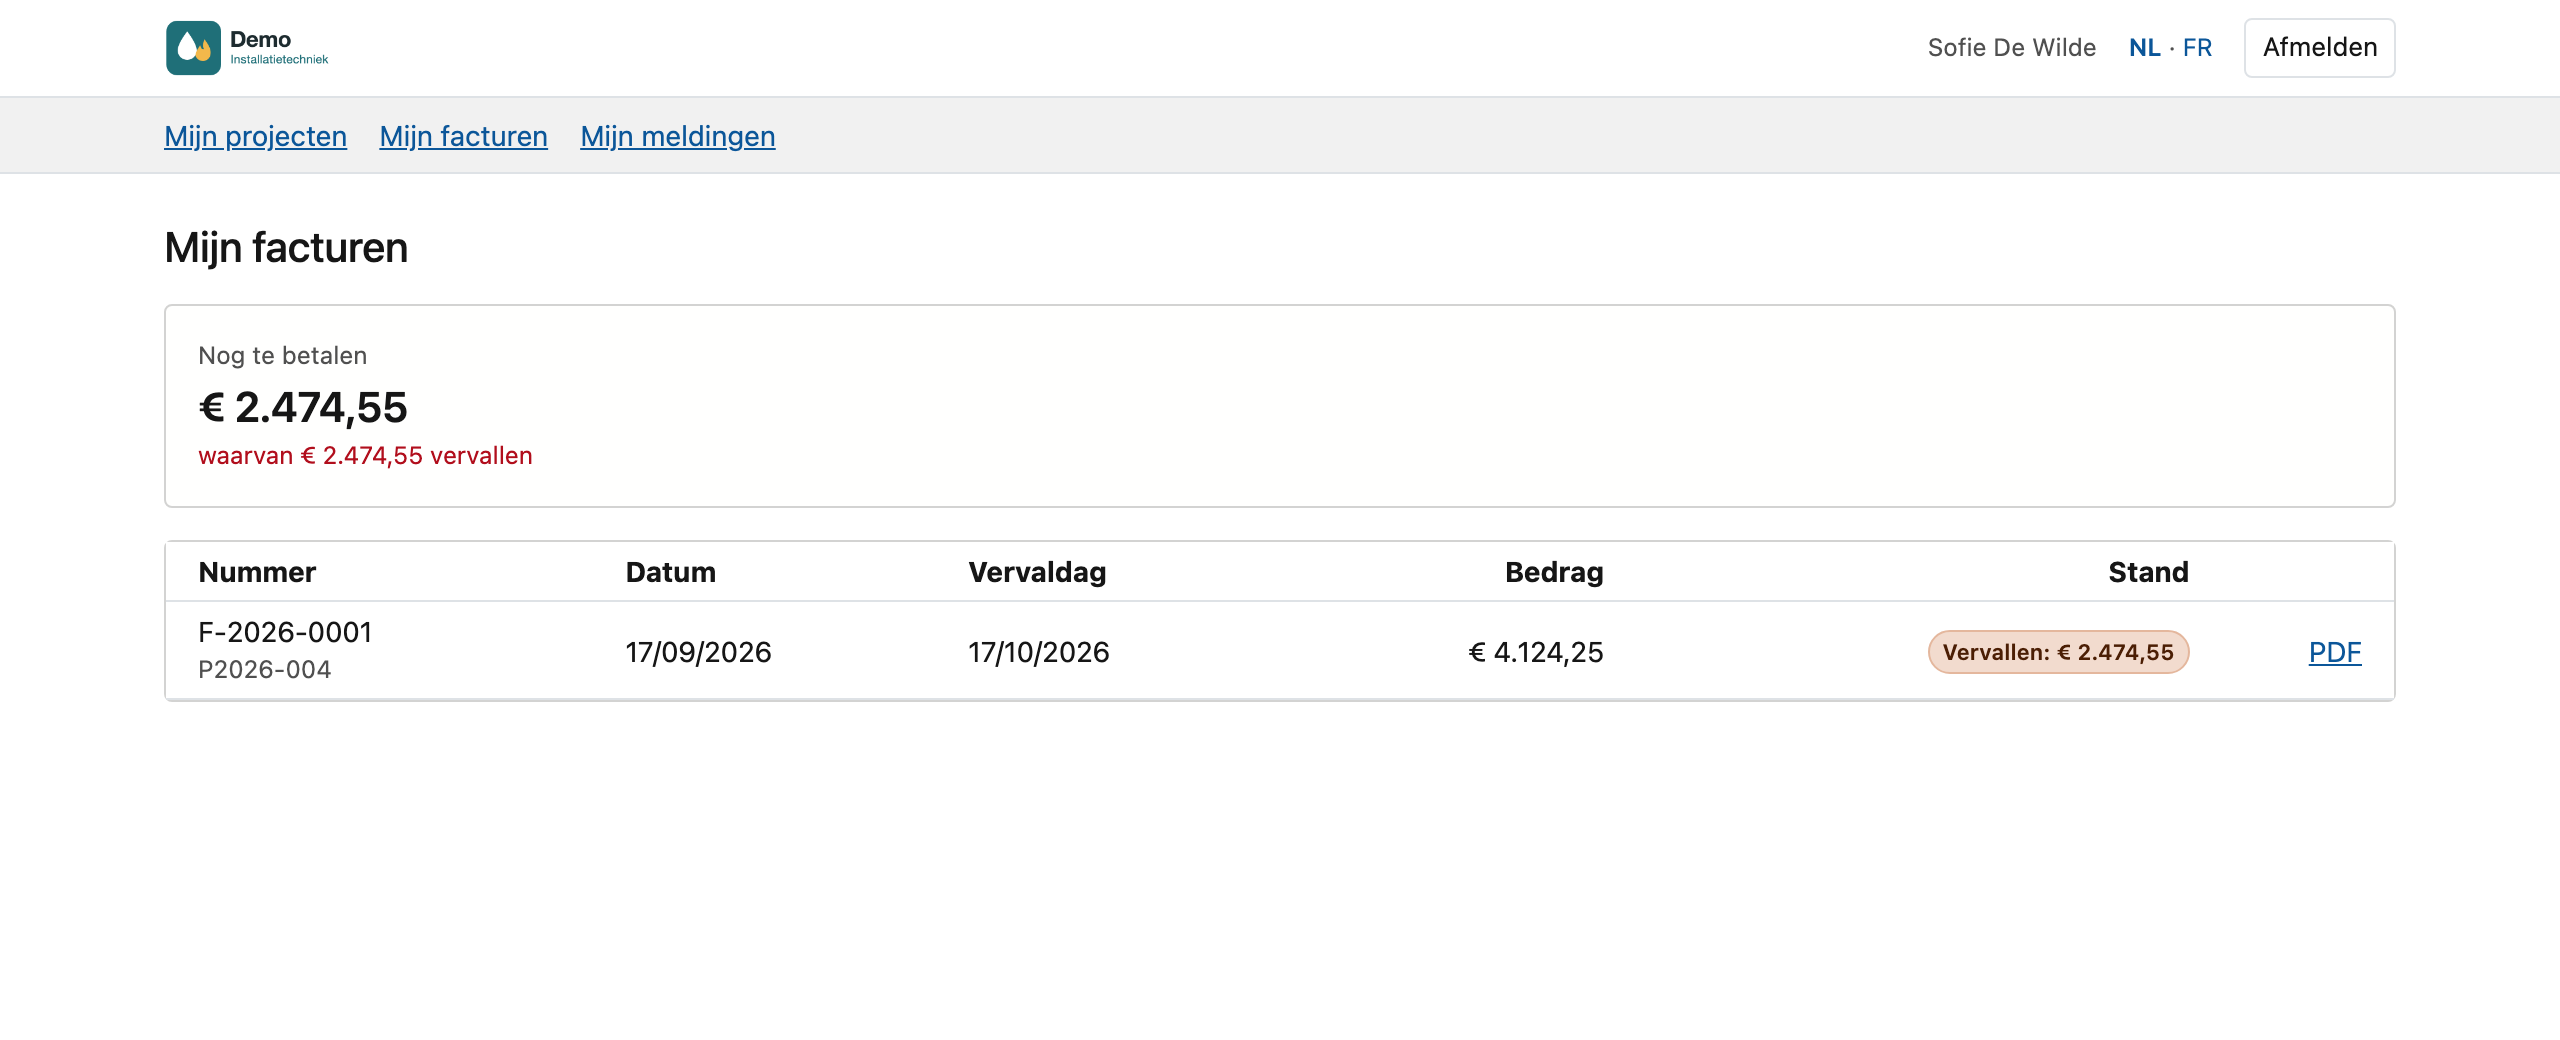 Demo
Installatietechniek
Sofie De Wilde NL · FR Afmelden
Mijn projecten Mijn facturen Mijn meldingen
Mijn facturen
Nog te betalen
€ 2.474,55
waarvan € 2.474,55 vervallen
Nummer Datum Vervaldag Bedrag Stand
F-2026-0001 17/09/2026 17/10/2026 € 4.124,25 Vervallen: € 2.474,55 PDF
P2026-004